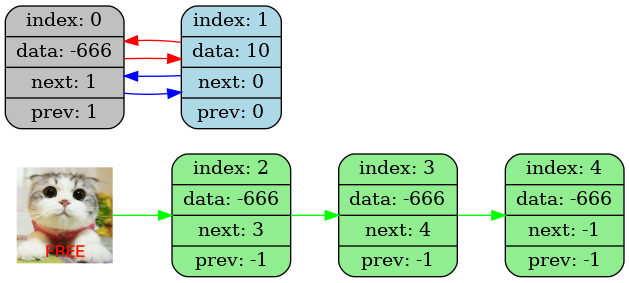 index: 0
data: -666
next: 1
prev: 1
index: 1
data: 10
next: 0
prev: 0
FREE
index: 2
data: -666
next: 3
prev: -1
index: 3
data: -666
next: 4
prev: -1
index: 4
data: -666
next: -1
prev: -1